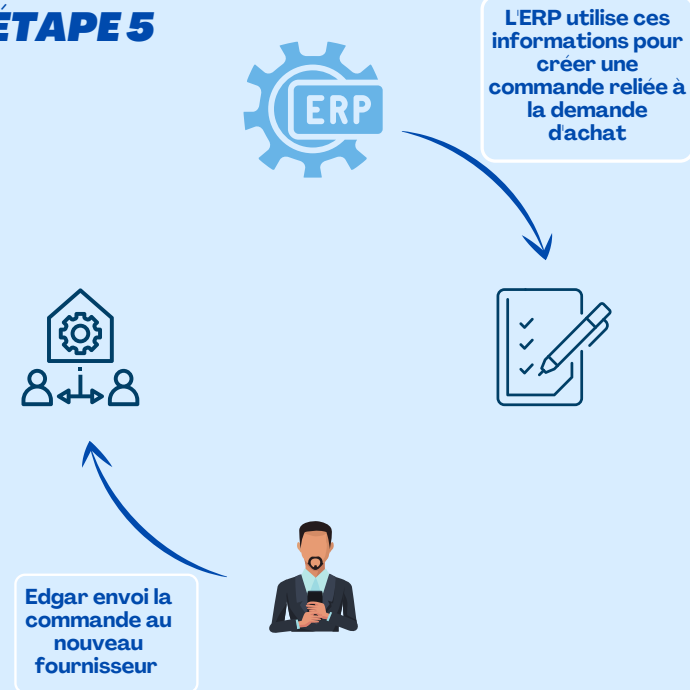 ÉTAPE 5
L'ERP utilise ces
informations pour
créer une
commande reliée à
la demande
d'achat
ERP
Edgar envoi la
commande au
nouveau
fournisseur